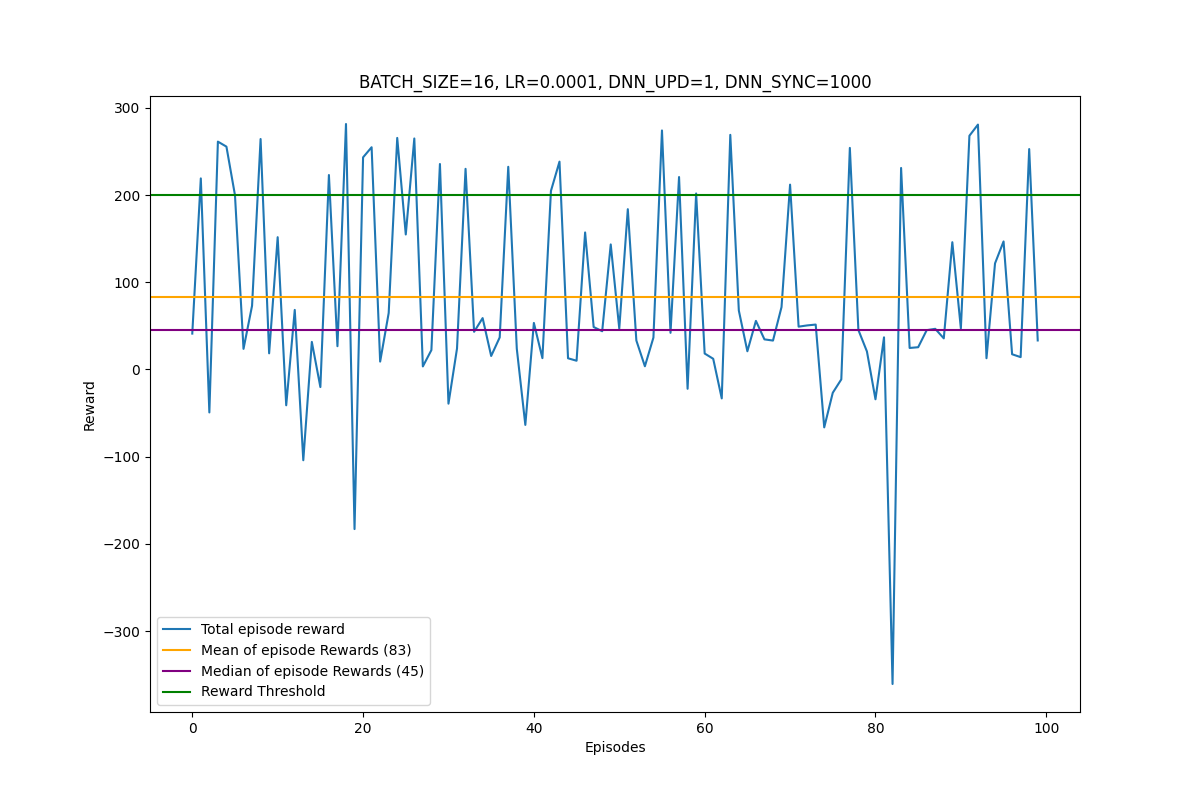 BATCH_SIZE=16, LR=0.0001, DNN_UPD=1, DNN_SYNC=1000
300
200
100
0
−100
−200
−300
Reward
Total episode reward
Mean of episode Rewards (83)
Median of episode Rewards (45)
Reward Threshold
0 20 40 60 80 100
Episodes